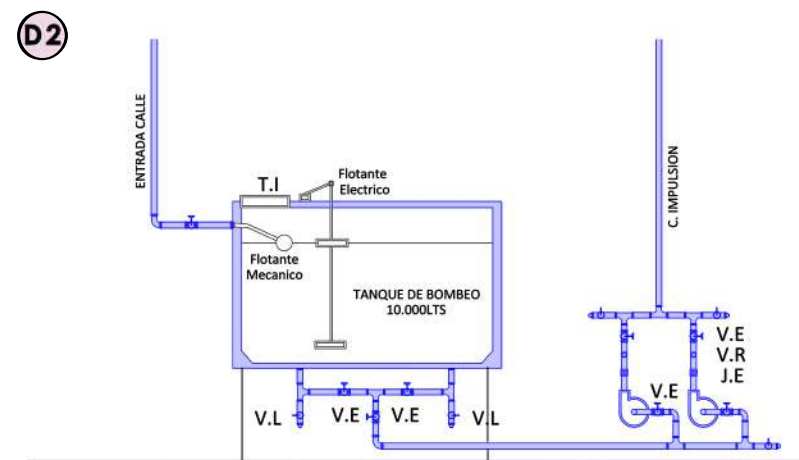 D2
ENTRADA CALLE
T.I
Flotante
Electrico
C. IMPULSION
Flotante
Mecanico
TANQUE DE BOMBEO
10.000LTS
V.E
V.R
J.E
V.E
V.L
V.E
V.E
V.L